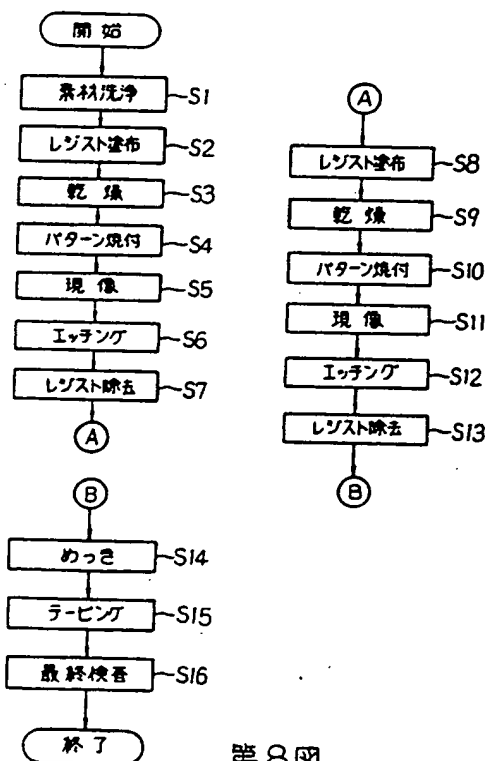 開始
素材洗浄
S1
レジスト塗布
S2
乾燥
S3
パターン焼付
S4
現像
S5
エッチング
S6
レジスト除去
S7
A
A
レジスト塗布
S8
乾燥
S9
パターン焼付
S10
現像
S11
エッチング
S12
レジスト除去
S13
B
B
めっき
S14
テーピング
S15
最終検査
S16
終了
第8図